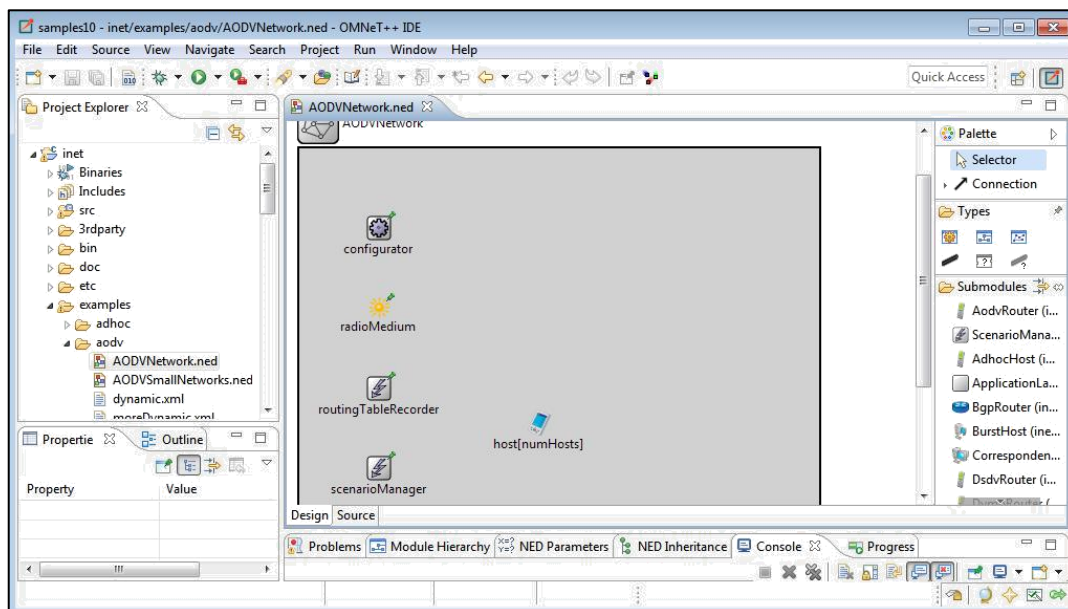 samples10 - inet/examples/aodv/AODVNetwork.ned - OMNeT++ IDE
File Edit Source View Navigate Search Project Run Window Help
Quick Access
Project Explorer
inet
Binaries
Includes
src
3rdparty
bin
doc
etc
examples
adhoc
aodv
AODVNetwork.ned
AODVSmallNetworks.ned
dynamic.xml
moreDynamic.xml
Propertie
Outline
Property Value
AODVNetwork.ned
AODVNetwork
configurator
radioMedium
routingTableRecorder
host[numHosts]
scenarioManager
Design Source
Palette
Selector
Connection
Types
Submodules
AodvRouter (i...
ScenarioMana...
AdhocHost (i...
ApplicationLa...
BgpRouter (in...
BurstHost (ine...
Corresponden...
DsdvRouter (i...
Problems Module Hierarchy NED Parameters NED Inheritance Console Progress